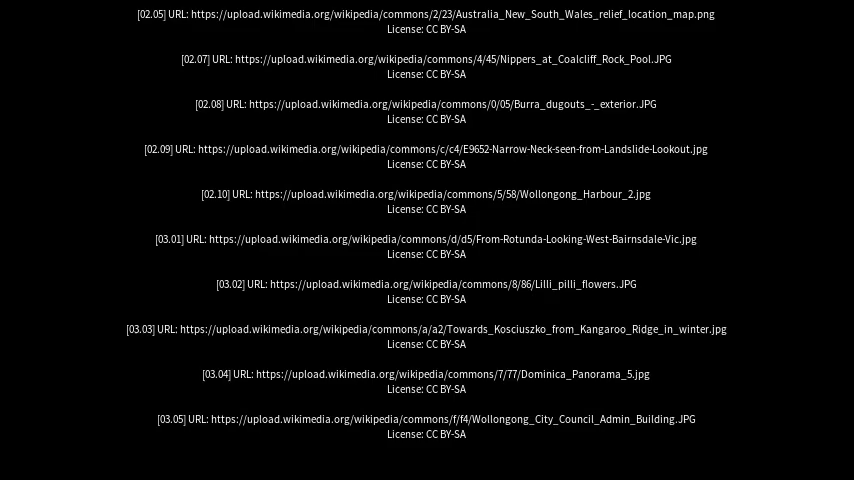 [02.05] URL: https://upload.wikimedia.org/wikipedia/commons/2/23/Australia_New_South_Wales_relief_location_map.png
License: CC BY-SA
[02.07] URL: https://upload.wikimedia.org/wikipedia/commons/4/45/Nippers_at_Coalcliff_Rock_Pool.JPG
License: CC BY-SA
[02.08] URL: https://upload.wikimedia.org/wikipedia/commons/0/05/Burra_dugouts_-_exterior.JPG
License: CC BY-SA
[02.09] URL: https://upload.wikimedia.org/wikipedia/commons/c/c4/E9652-Narrow-Neck-seen-from-Landslide-Lookout.jpg
License: CC BY-SA
[02.10] URL: https://upload.wikimedia.org/wikipedia/commons/5/58/Wollongong_Harbour_2.jpg
License: CC BY-SA
[03.01] URL: https://upload.wikimedia.org/wikipedia/commons/d/d5/From-Rotunda-Looking-West-Bairnsdale-Vic.jpg
License: CC BY-SA
[03.02] URL: https://upload.wikimedia.org/wikipedia/commons/8/86/Lilli_pilli_flowers.JPG
License: CC BY-SA
[03.03] URL: https://upload.wikimedia.org/wikipedia/commons/a/a2/Towards_Kosciuszko_from_Kangaroo_Ridge_in_winter.jpg
License: CC BY-SA
[03.04] URL: https://upload.wikimedia.org/wikipedia/commons/7/77/Dominica_Panorama_5.jpg
License: CC BY-SA
[03.05] URL: https://upload.wikimedia.org/wikipedia/commons/f/f4/Wollongong_City_Council_Admin_Building.JPG
License: CC BY-SA